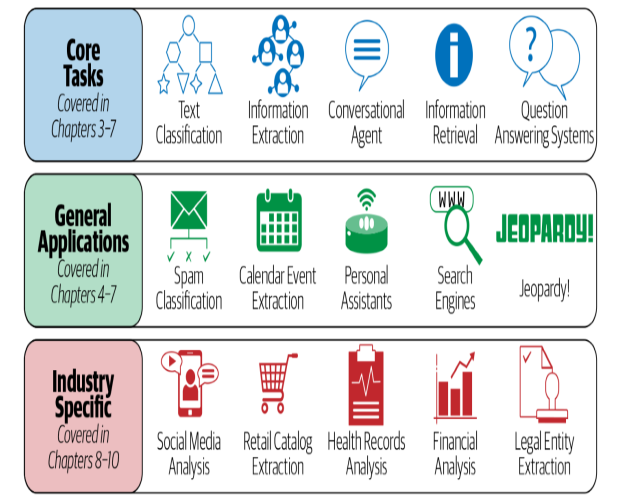 Core
Tasks
Covered in
Chapters 3–7
Text
Classification
Information
Extraction
Conversational
Agent
Information
Retrieval
?
Question
Answering Systems
General
Applications
Covered in
Chapters 4–7
Spam
Classification
Calendar Event
Extraction
Personal
Assistants
WWW
Search
Engines
JEOPARDY!
Jeopardy!
Industry
Specific
Covered in
Chapters 8–10
Social Media
Analysis
Retail Catalog
Extraction
Health Records
Analysis
Financial
Analysis
Legal Entity
Extraction